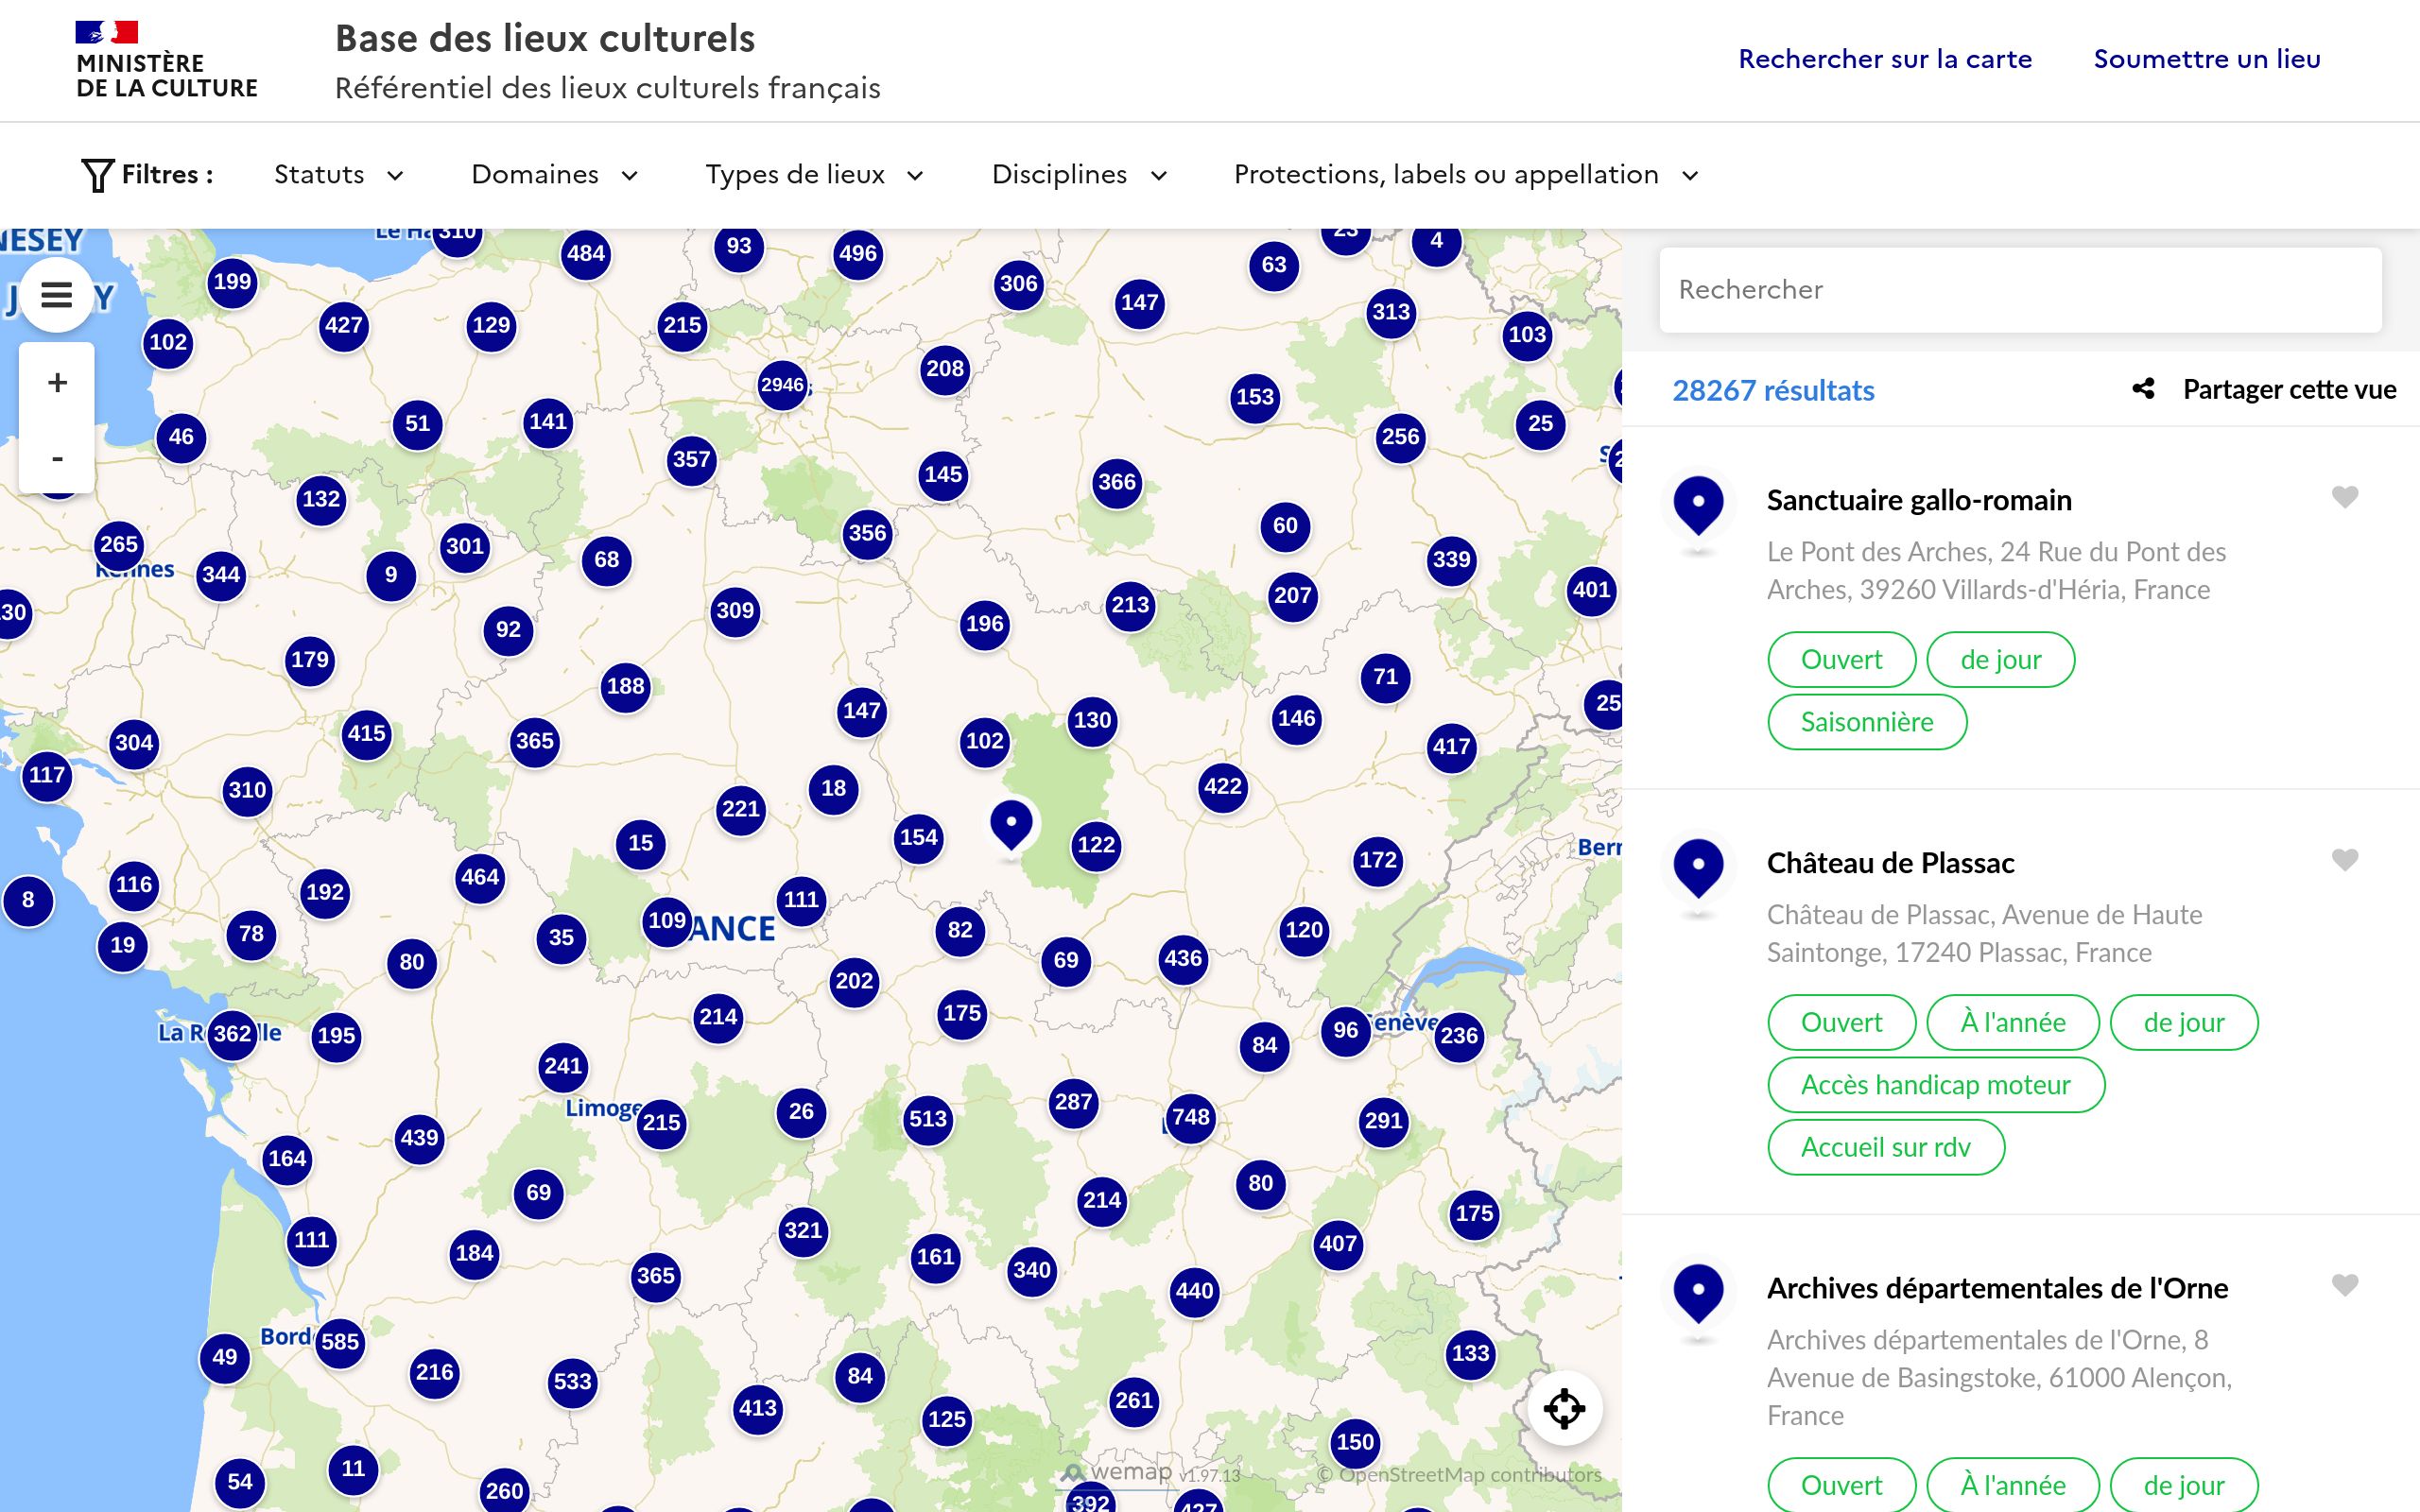 MINISTÈRE
DE LA CULTURE
Base des lieux culturels
Référentiel des lieux culturels français
Rechercher sur la carte
Soumettre un lieu
Filtres :
Statuts
Domaines
Types de lieux
Disciplines
Protections, labels ou appellation
310
484
93
496
23
4
63
199
306
147
427
129
215
313
103
102
2946
208
153
46
51
141
256
25
357
145
366
132
60
265
301
356
344
9
68
339
207
401
309
213
92
196
179
188
71
147
130
146
25
304
415
365
102
417
117
310
18
422
221
154
15
122
Bern
172
116
464
192
111
8
109
ANCE
82
120
19
78
35
80
69
436
202
175
214
La R
362
lle
195
96
Genève
236
84
241
Limoge
26
513
287
748
215
291
439
164
69
80
214
175
321
111
184
161
340
407
365
440
Bord
585
49
216
533
84
133
413
125
261
150
54
11
260
wemap v1.97.13
© OpenStreetMap contributors
392
427
+
-
Rechercher
28267 résultats
Partager cette vue
Sanctuaire gallo-romain
Le Pont des Arches, 24 Rue du Pont des
Arches, 39260 Villards-d'Héria, France
Ouvert
de jour
Saisonnière
Château de Plassac
Château de Plassac, Avenue de Haute
Saintonge, 17240 Plassac, France
Ouvert
À l'année
de jour
Accès handicap moteur
Accueil sur rdv
Archives départementales de l'Orne
Archives départementales de l'Orne, 8
Avenue de Basingstoke, 61000 Alençon,
France
Ouvert
À l'année
de jour